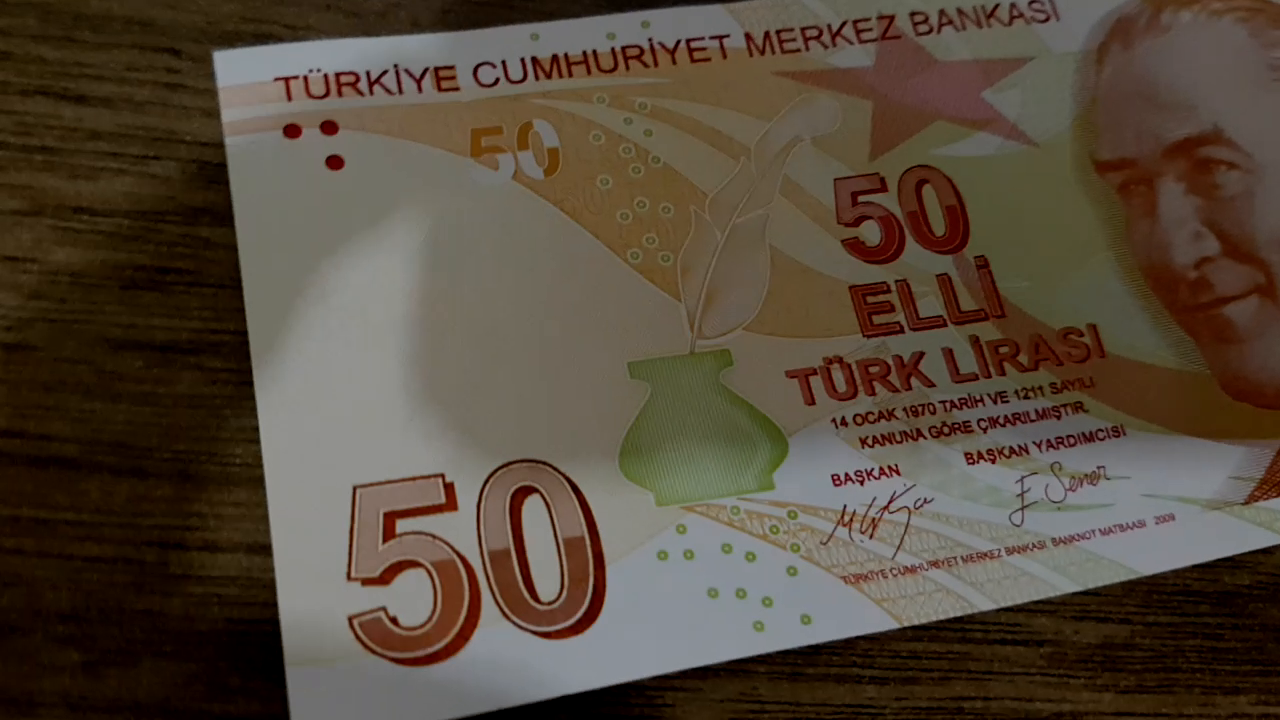 TÜRKİYE CUMHURİYET MERKEZ BANKASI
50
50
ELLİ
TÜRK LİRASI
14 OCAK 1970 TARİH VE 1211 SAYILI
KANUNA GÖRE ÇIKARILMIŞTIR.
BAŞKAN BAŞKAN YARDIMCISI
E. Şener
50
TÜRKİYE CUMHURİYET MERKEZ BANKASI BANKNOT MATBAASI 2009